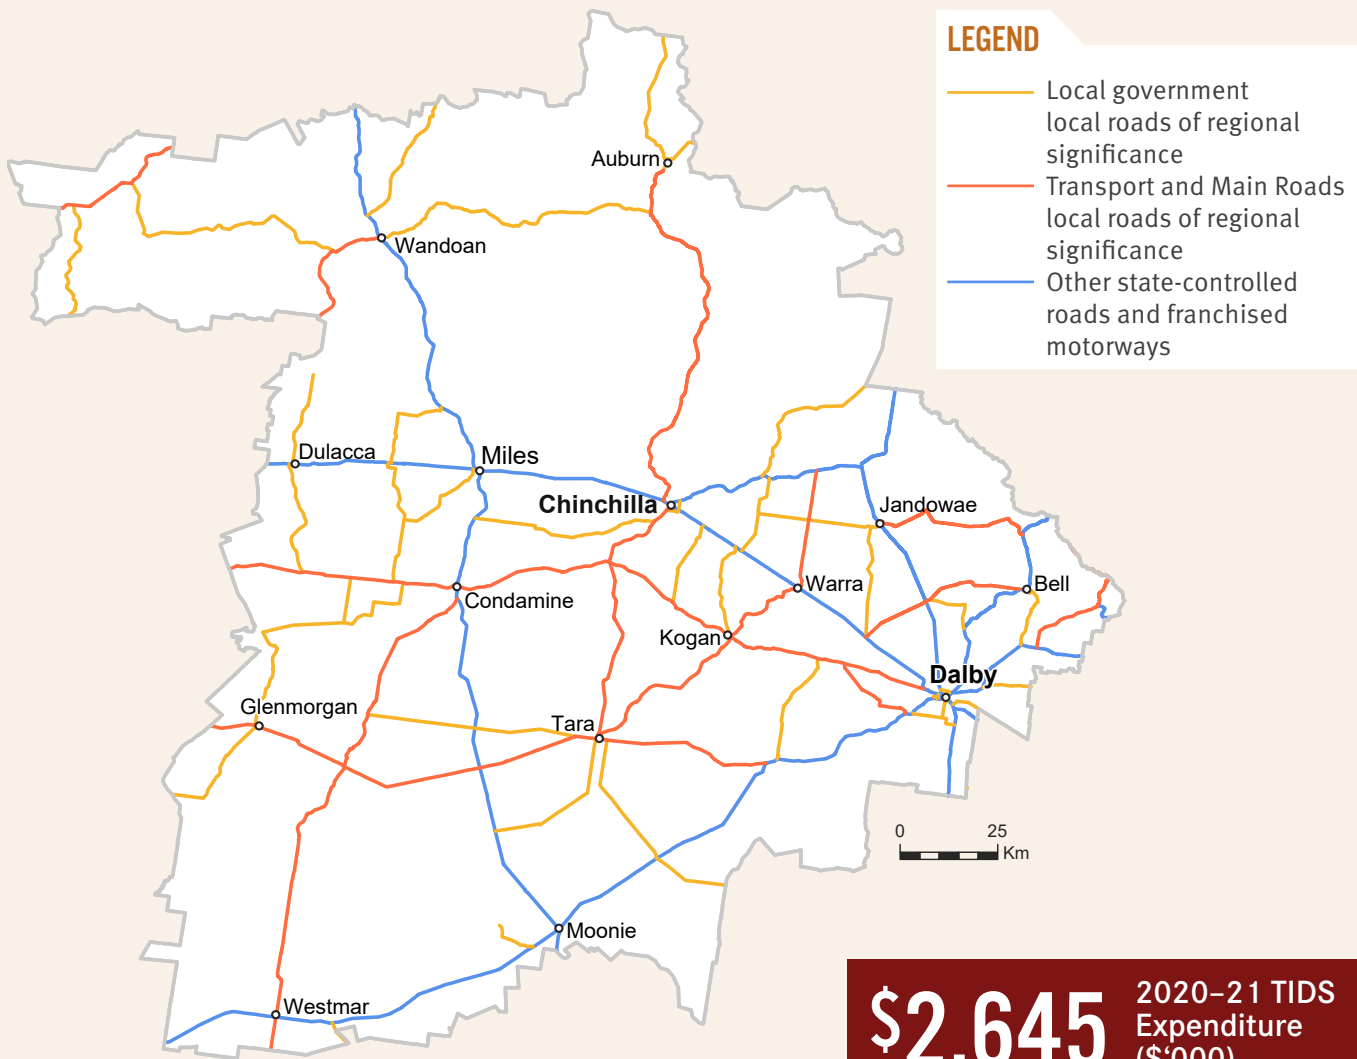 LEGEND
Local government
local roads of regional
significance
Transport and Main Roads
local roads of regional
significance
Other state-controlled
roads and franchised
motorways
Auburn
Wandoan
Dulacca
Miles
Chinchilla
Jandowae
Warra
Bell
Condamine
Kogan
Dalby
Glenmorgan
Tara
0 25
Km
Moonie
Westmar
$2,645
2020–21 TIDS
Expenditure
($‘000)